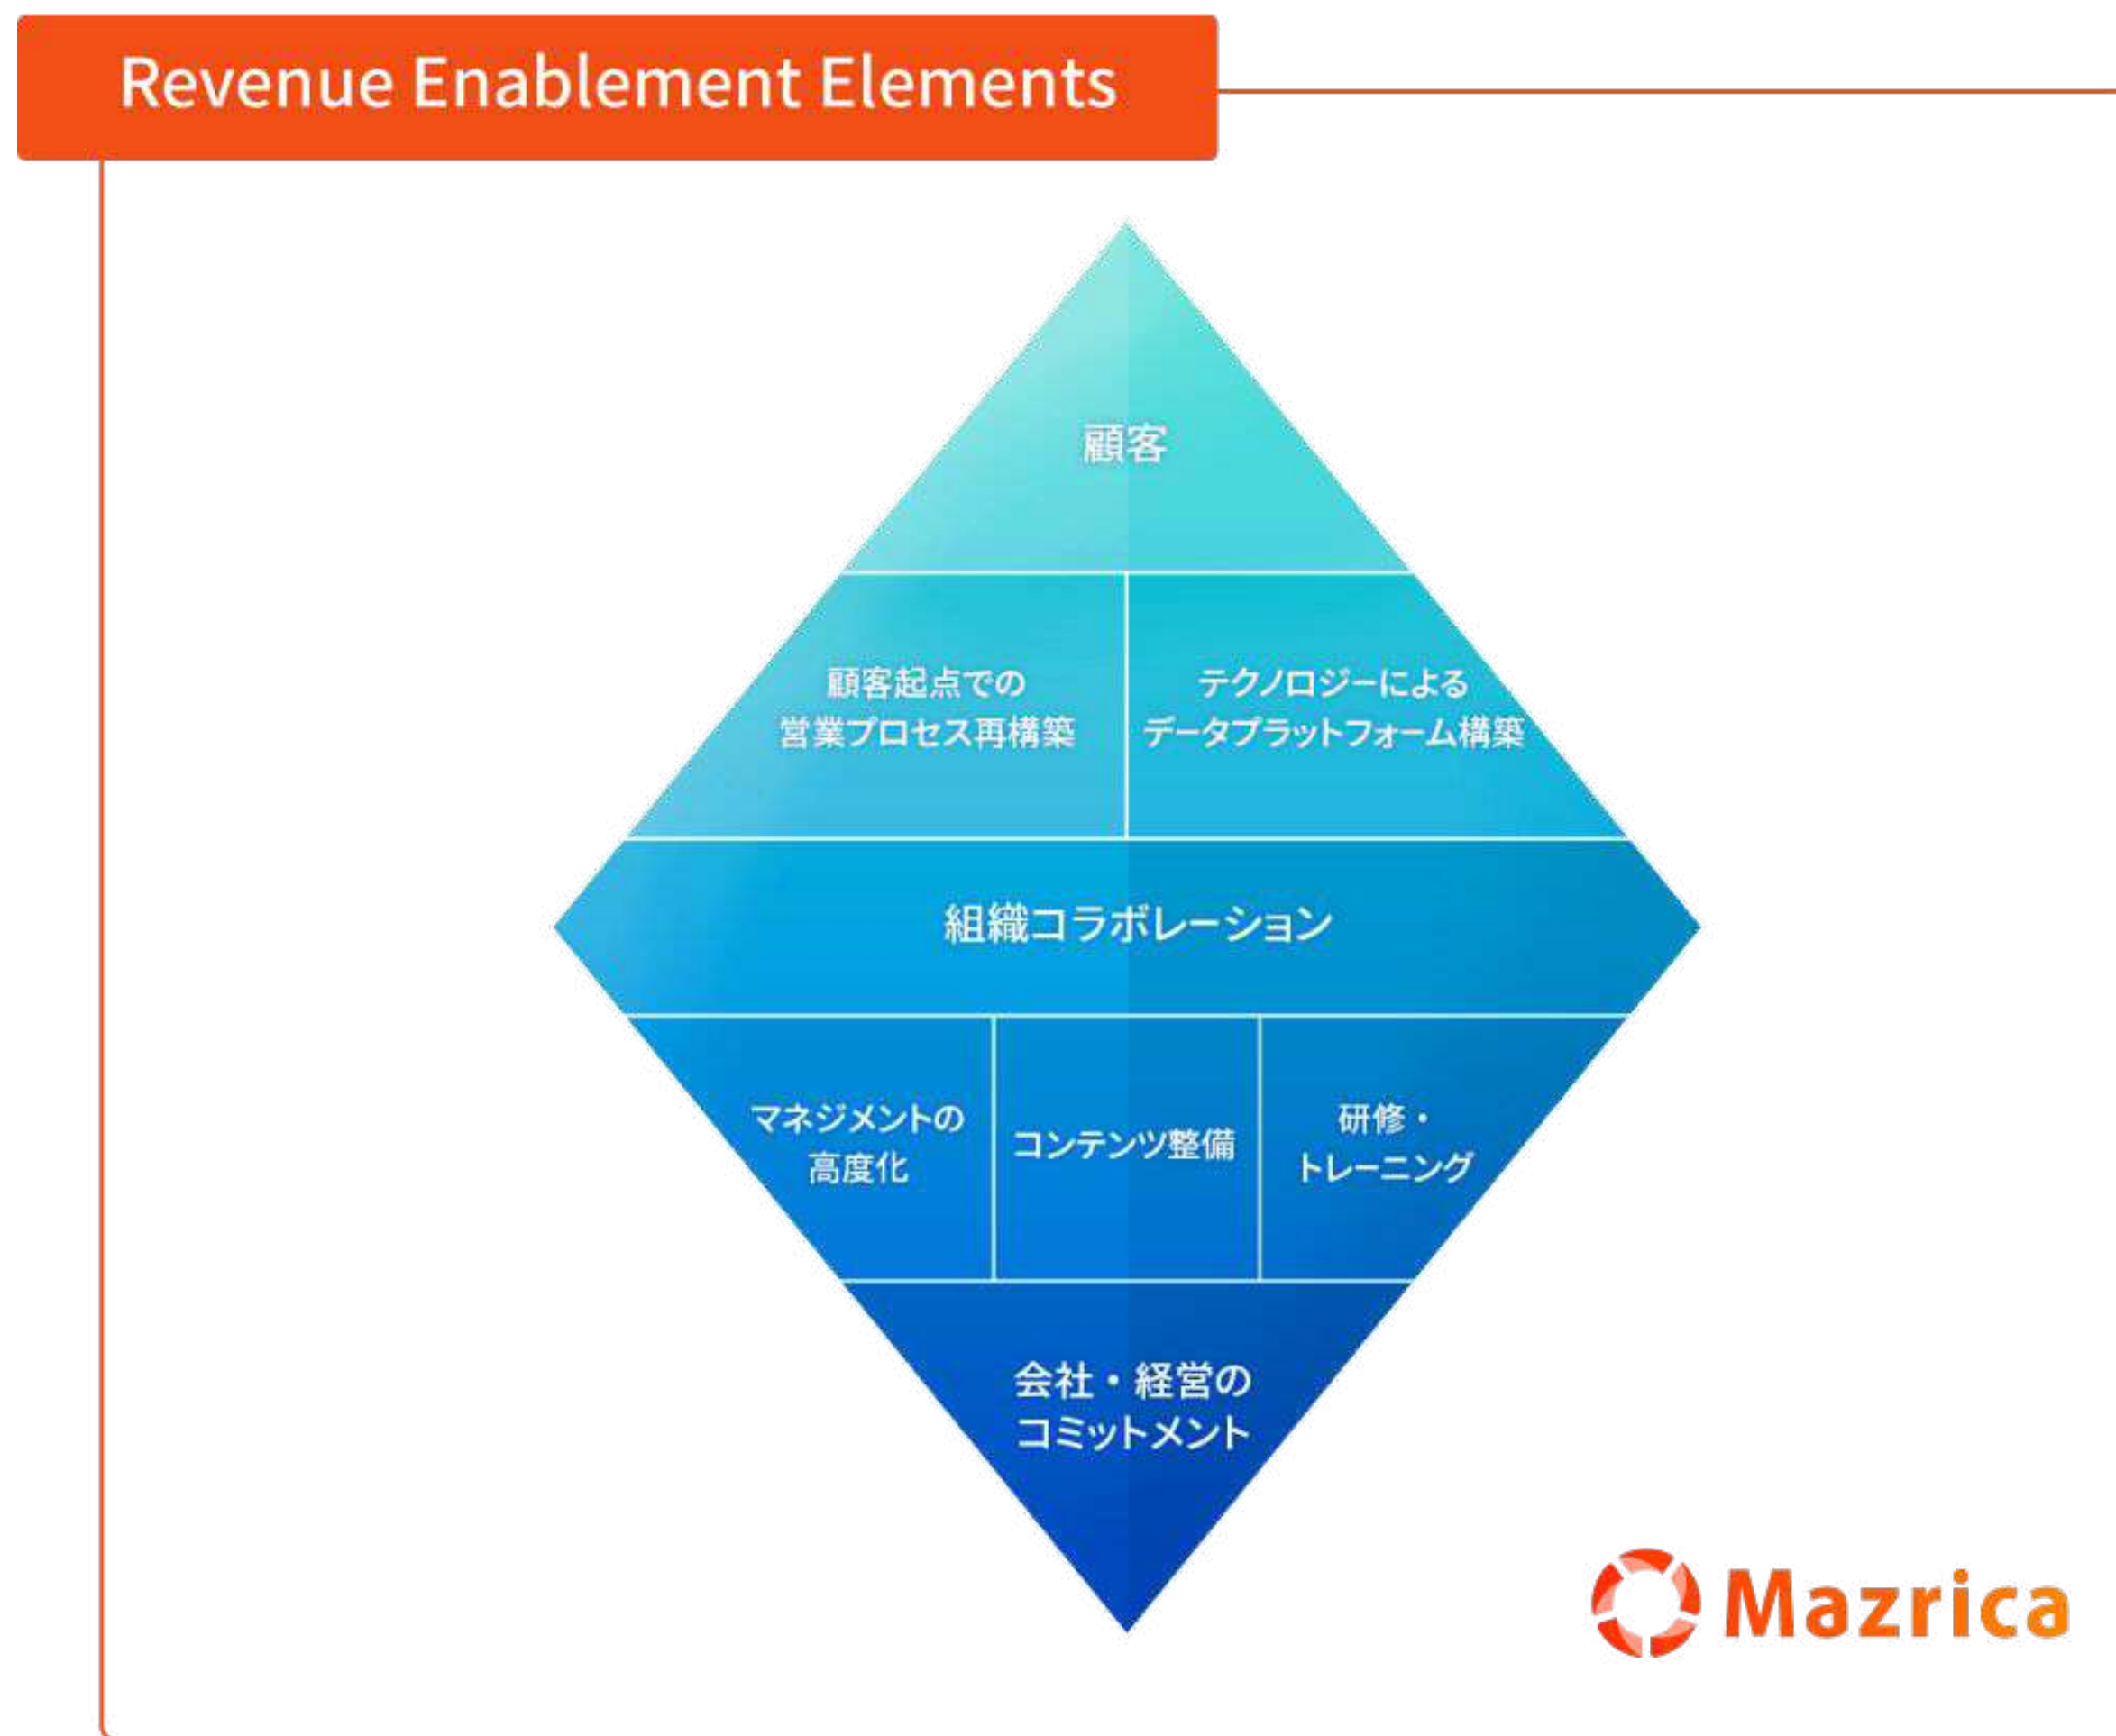 Revenue Enablement Elements
顧客
顧客起点での
営業プロセス再構築
テクノロジーによる
データプラットフォーム構築
組織コラボレーション
マネジメントの
高度化
コンテンツ整備
研修・
トレーニング
会社・経営の
コミットメント
Mazrica